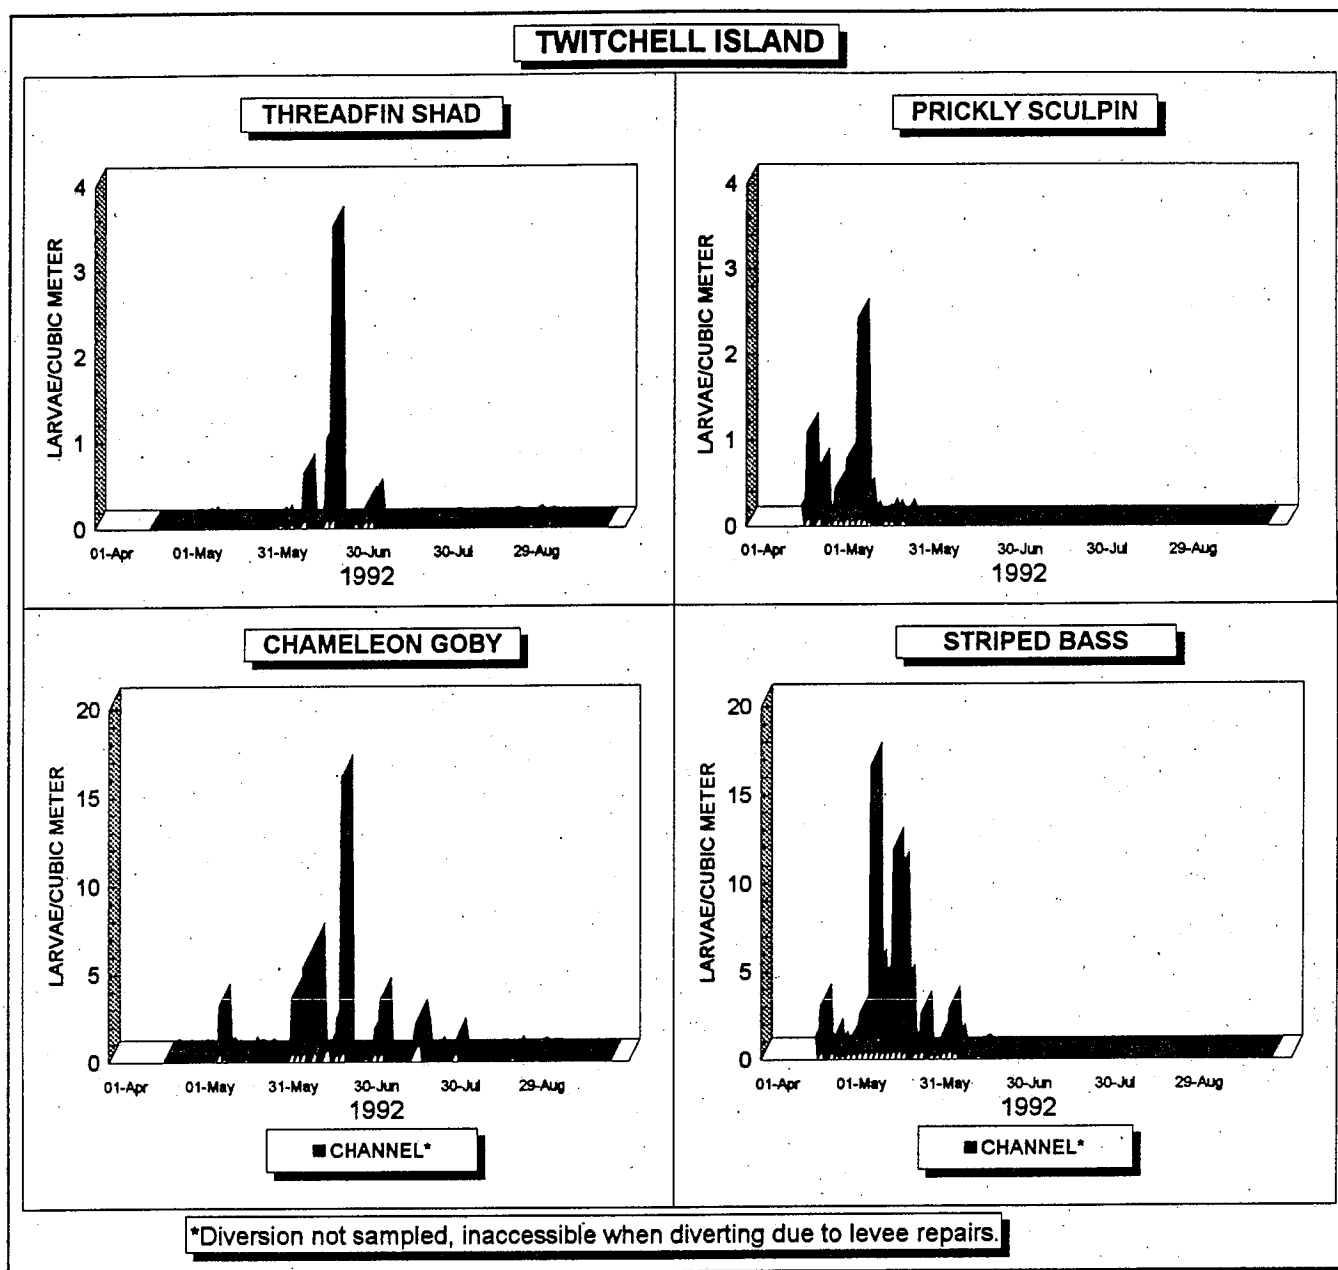 TWITCHELL ISLAND
THREADFIN SHAD
LARVAE/CUBIC METER
4
3
2
1
0
01-Apr 01-May 31-May 30-Jun 30-Jul 29-Aug
1992
PRICKLY SCULPIN
LARVAE/CUBIC METER
4
3
2
1
0
01-Apr 01-May 31-May 30-Jun 30-Jul 29-Aug
1992
CHAMELEON GOBY
LARVAE/CUBIC METER
20
15
10
5
0
01-Apr 01-May 31-May 30-Jun 30-Jul 29-Aug
1992
CHANNEL*
STRIPED BASS
LARVAE/CUBIC METER
20
15
10
5
0
01-Apr 01-May 31-May 30-Jun 30-Jul 29-Aug
1992
CHANNEL*
*Diversion not sampled, inaccessible when diverting due to levee repairs.